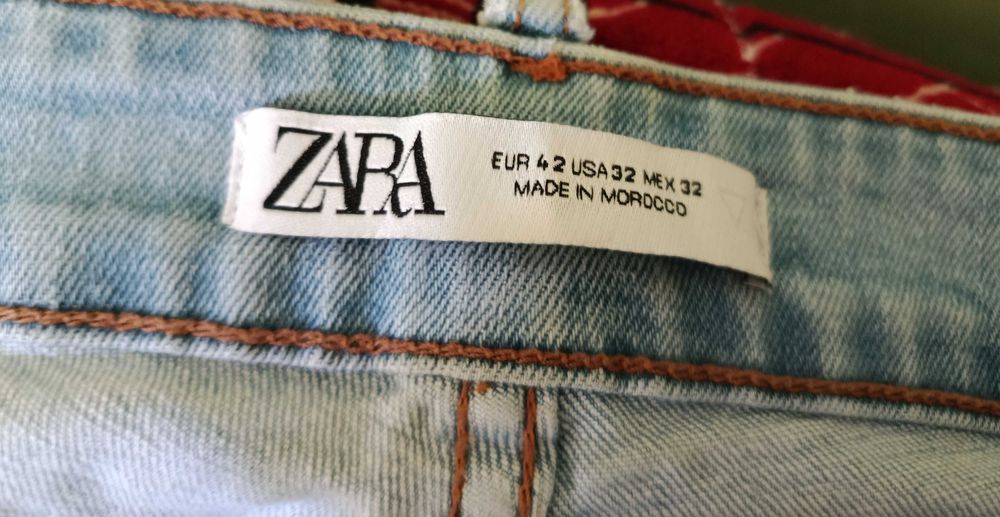 ZARA
EUR 42 USA 32 MEX 32
MADE IN MOROCCO